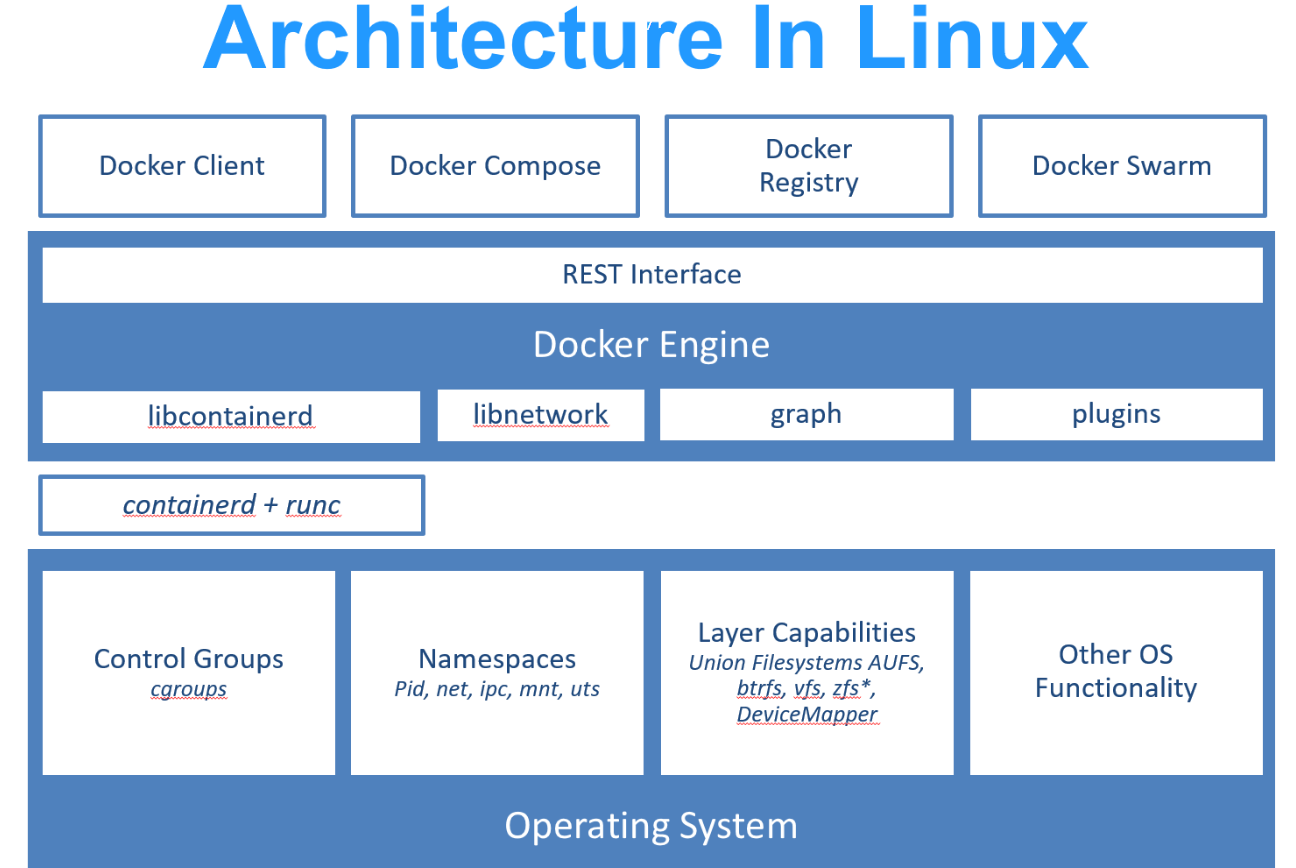 Architecture In Linux
Docker Client
Docker Compose
Docker
Registry
Docker Swarm
REST Interface
Docker Engine
libcontainerd
libnetwork
graph
plugins
containerd + runc
Control Groups
cgroups
Namespaces
Pid, net, ipc, mnt, uts
Layer Capabilities
Union Filesystems AUFS,
btrfs, vfs, zfs*,
DeviceMapper
Other OS
Functionality
Operating System